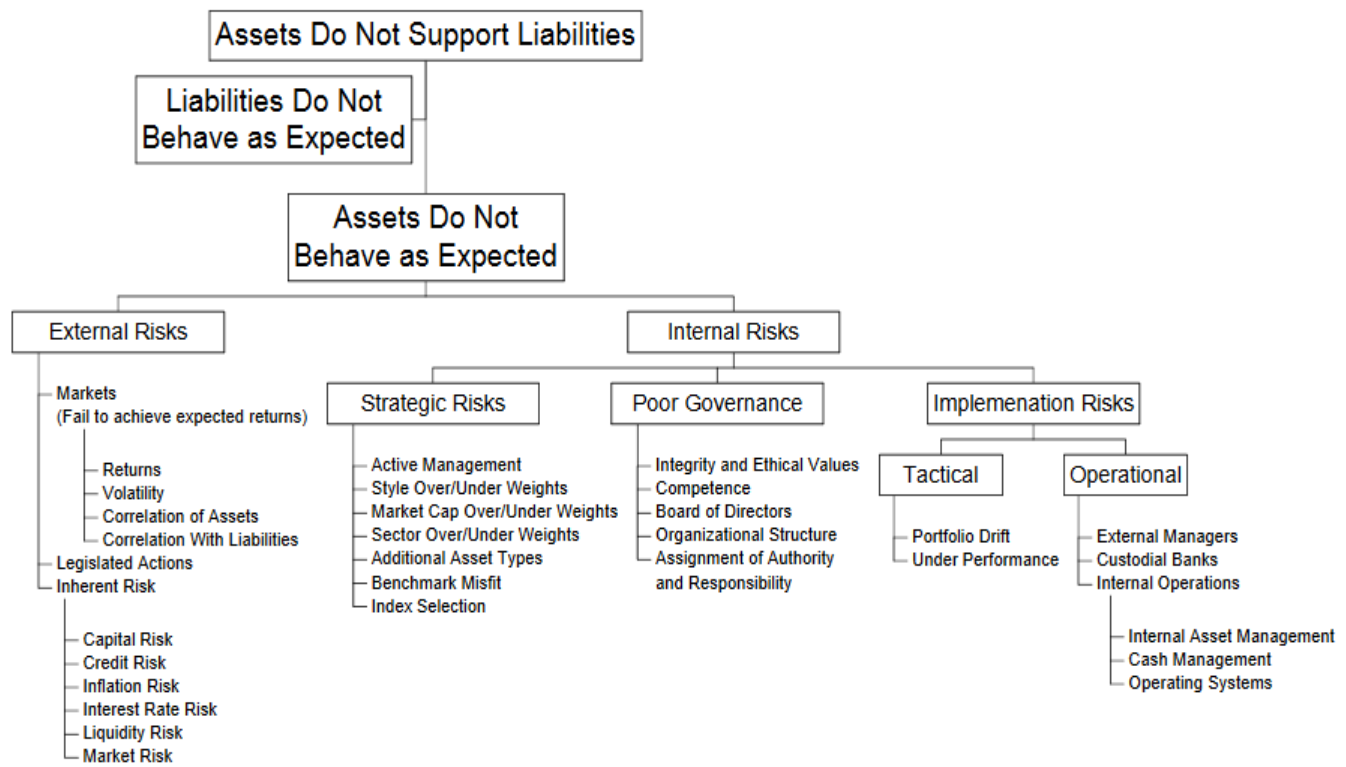 Assets Do Not Support Liabilities
Liabilities Do Not
Behave as Expected
Assets Do Not
Behave as Expected
External Risks
Markets
(Fail to achieve expected returns)
Returns
Volatility
Correlation of Assets
Correlation With Liabilities
Legislated Actions
Inherent Risk
Capital Risk
Credit Risk
Inflation Risk
Interest Rate Risk
Liquidity Risk
Market Risk
Internal Risks
Strategic Risks
Active Management
Style Over/Under Weights
Market Cap Over/Under Weights
Sector Over/Under Weights
Additional Asset Types
Benchmark Misfit
Index Selection
Poor Governance
Integrity and Ethical Values
Competence
Board of Directors
Organizational Structure
Assignment of Authority
and Responsibility
Implemenation Risks
Tactical
Portfolio Drift
Under Performance
Operational
External Managers
Custodial Banks
Internal Operations
Internal Asset Management
Cash Management
Operating Systems